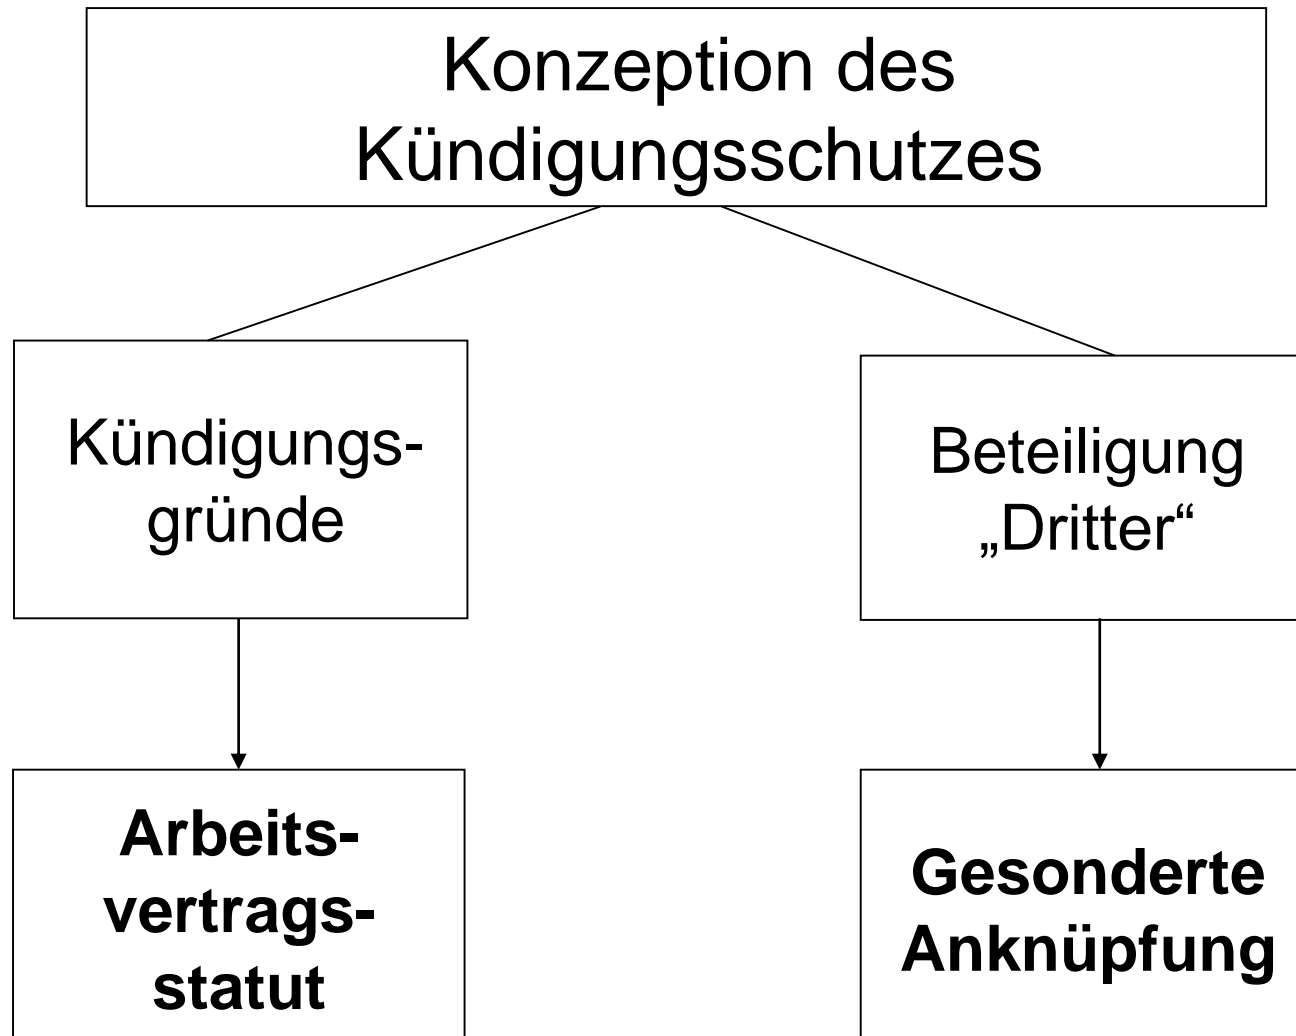 Konzeption des
Kündigungsschutzes
Kündigungs-
gründe
Beteiligung
„Dritter“
Arbeits-
vertrags-
statut
Gesonderte
Anknüpfung